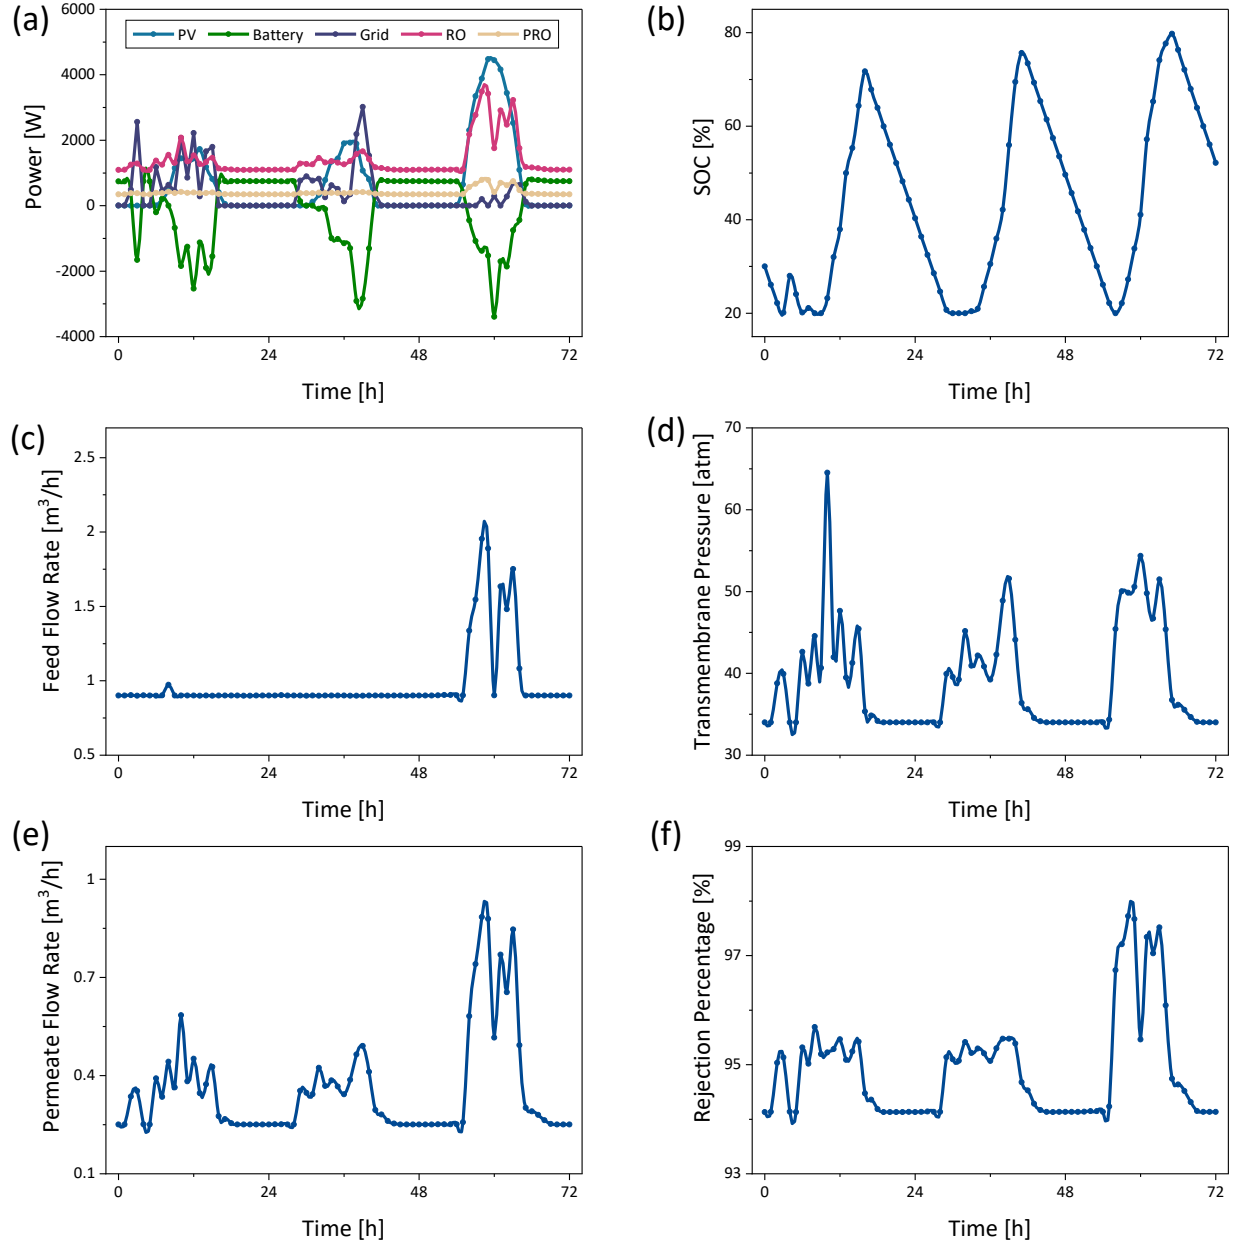 (a)
6000
4000
2000
0
-2000
-4000
Power [W]
PV Battery Grid RO PRO
0 24 48 72
Time [h]
(b)
80
60
40
20
SOC [%]
0 24 48 72
Time [h]
(c)
2.5
2
1.5
1
0.5
Feed Flow Rate [m³/h]
0 24 48 72
Time [h]
(d)
70
60
50
40
30
Transmembrane Pressure [atm]
0 24 48 72
Time [h]
(e)
1
0.7
0.4
0.1
Permeate Flow Rate [m³/h]
0 24 48 72
Time [h]
(f)
99
97
95
93
Rejection Percentage [%]
0 24 48 72
Time [h]